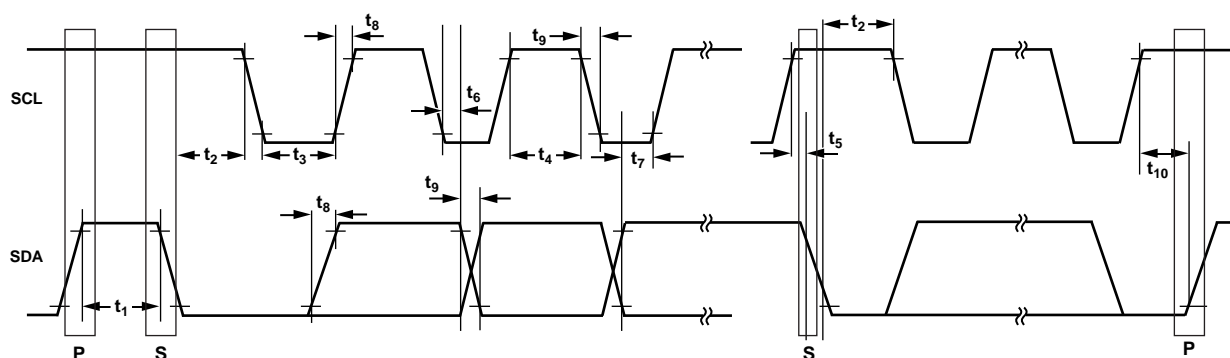 t₈ t₉ t₂
SCL
t₆ t₅
t₂ t₃ t₄ t₇ t₁₀
t₈ t₉
SDA
t₁
P S S P